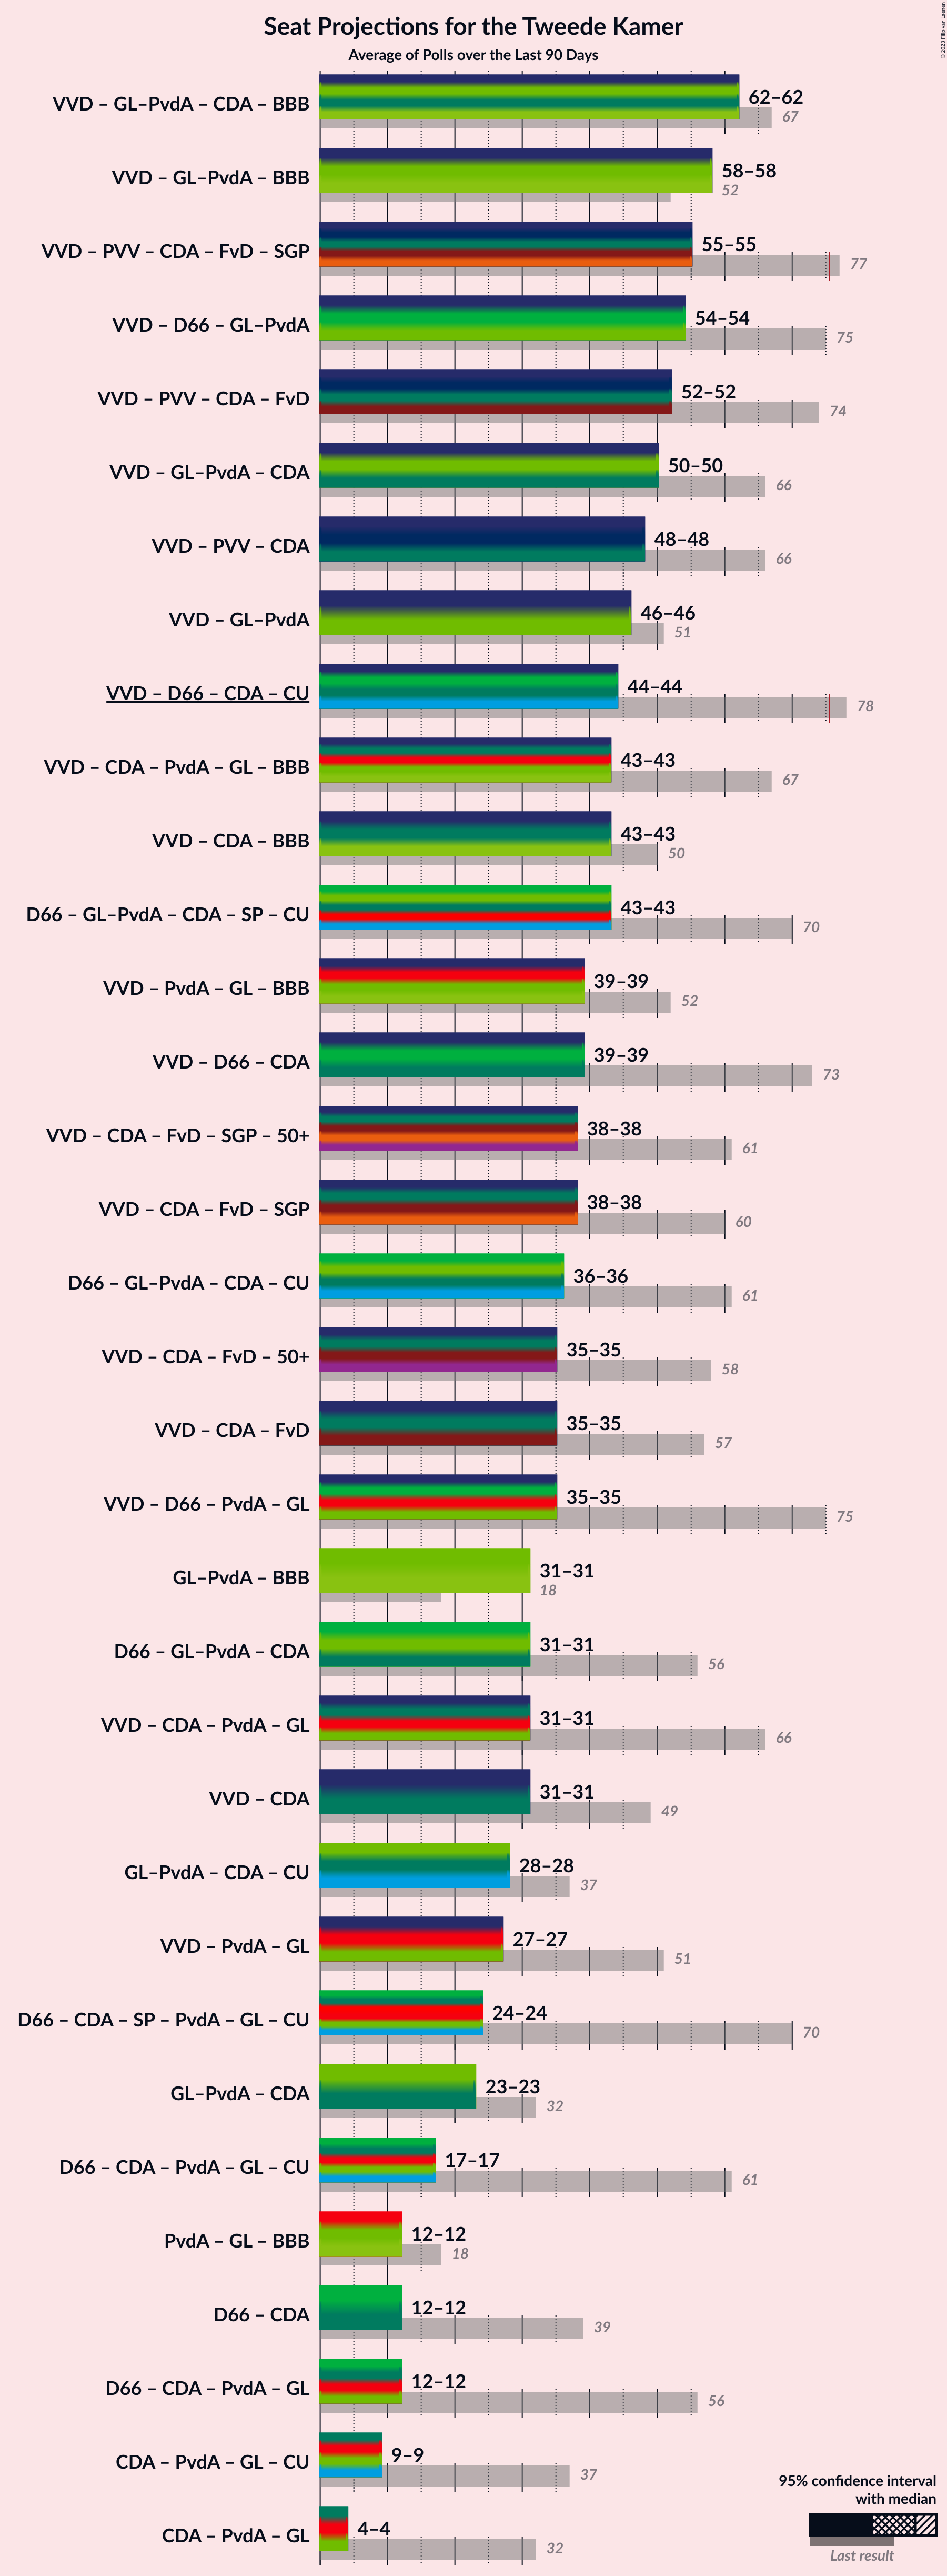 Seat Projections for the Tweede Kamer
Average of Polls over the Last 90 Days
© 2023 Filip van Laenen
VVD – GL–PvdA – CDA – BBB
62–62
67
VVD – GL–PvdA – BBB
58–58
52
VVD – PVV – CDA – FvD – SGP
55–55
77
VVD – D66 – GL–PvdA
54–54
75
VVD – PVV – CDA – FvD
52–52
74
VVD – GL–PvdA – CDA
50–50
66
VVD – PVV – CDA
48–48
66
VVD – GL–PvdA
46–46
51
VVD – D66 – CDA – CU
44–44
78
VVD – CDA – PvdA – GL – BBB
43–43
67
VVD – CDA – BBB
43–43
50
D66 – GL–PvdA – CDA – SP – CU
43–43
70
VVD – PvdA – GL – BBB
39–39
52
VVD – D66 – CDA
39–39
73
VVD – CDA – FvD – SGP – 50+
38–38
61
VVD – CDA – FvD – SGP
38–38
60
D66 – GL–PvdA – CDA – CU
36–36
61
VVD – CDA – FvD – 50+
35–35
58
VVD – CDA – FvD
35–35
57
VVD – D66 – PvdA – GL
35–35
75
GL–PvdA – BBB
31–31
18
D66 – GL–PvdA – CDA
31–31
56
VVD – CDA – PvdA – GL
31–31
66
VVD – CDA
31–31
49
GL–PvdA – CDA – CU
28–28
37
VVD – PvdA – GL
27–27
51
D66 – CDA – SP – PvdA – GL – CU
24–24
70
GL–PvdA – CDA
23–23
32
D66 – CDA – PvdA – GL – CU
17–17
61
PvdA – GL – BBB
12–12
18
D66 – CDA
12–12
39
D66 – CDA – PvdA – GL
12–12
56
CDA – PvdA – GL – CU
9–9
37
CDA – PvdA – GL
4–4
32
95% confidence interval
with median
Last result